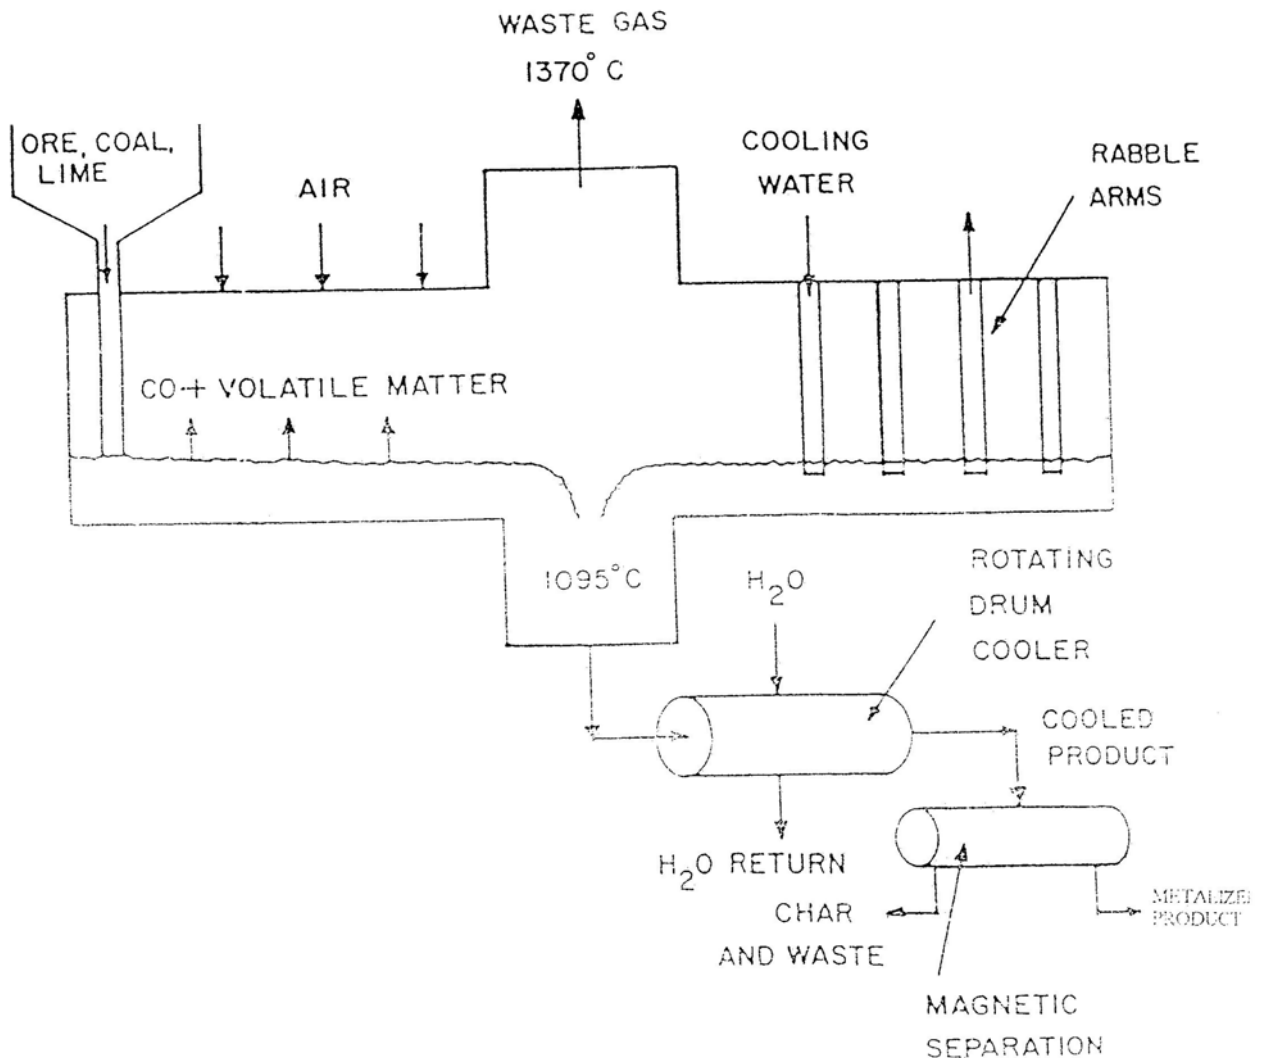 WASTE GAS
1370° C
ORE, COAL,
LIME
AIR
COOLING
WATER
RABBLE
ARMS
CO + VOLATILE MATTER
1095°C
H₂O
ROTATING
DRUM
COOLER
COOLED
PRODUCT
H₂O RETURN
CHAR
AND WASTE
METALIZE
PRODUCT
MAGNETIC
SEPARATION